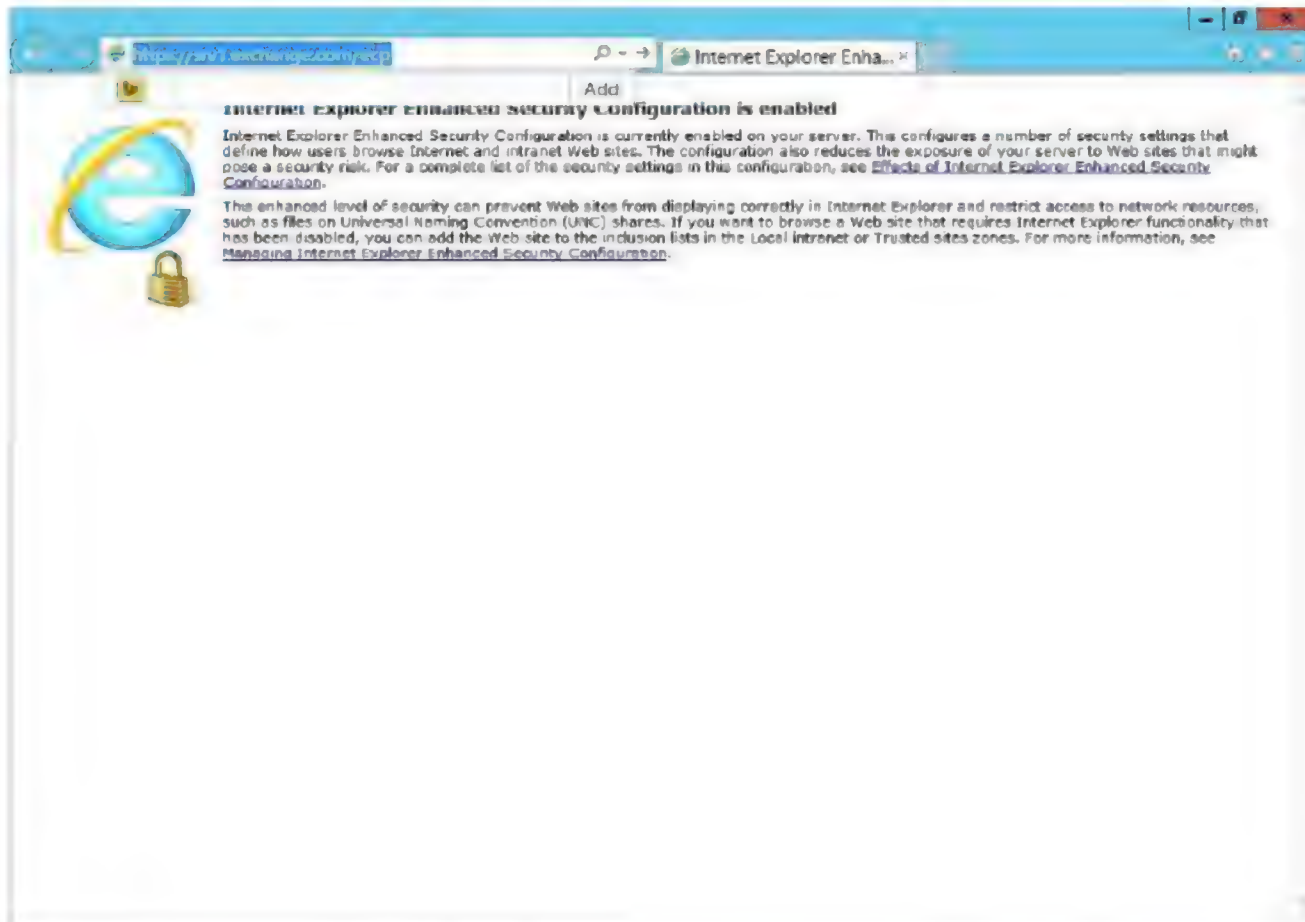 Internet Explorer Enha...
Add
Internet Explorer Enhanced Security Configuration is enabled
Internet Explorer Enhanced Security Configuration is currently enabled on your server. This configures a number of security settings that
define how users browse Internet and intranet Web sites. The configuration also reduces the exposure of your server to Web sites that might
pose a security risk. For a complete list of the security settings in this configuration, see Effects of Internet Explorer Enhanced Security
Configuration.
This enhanced level of security can prevent Web sites from displaying correctly in Internet Explorer and restrict access to network resources,
such as files on Universal Naming Convention (UNC) shares. If you want to browse a Web site that requires Internet Explorer functionality that
has been disabled, you can add the Web site to the inclusion lists in the Local intranet or Trusted sites zones. For more information, see
Managing Internet Explorer Enhanced Security Configuration.